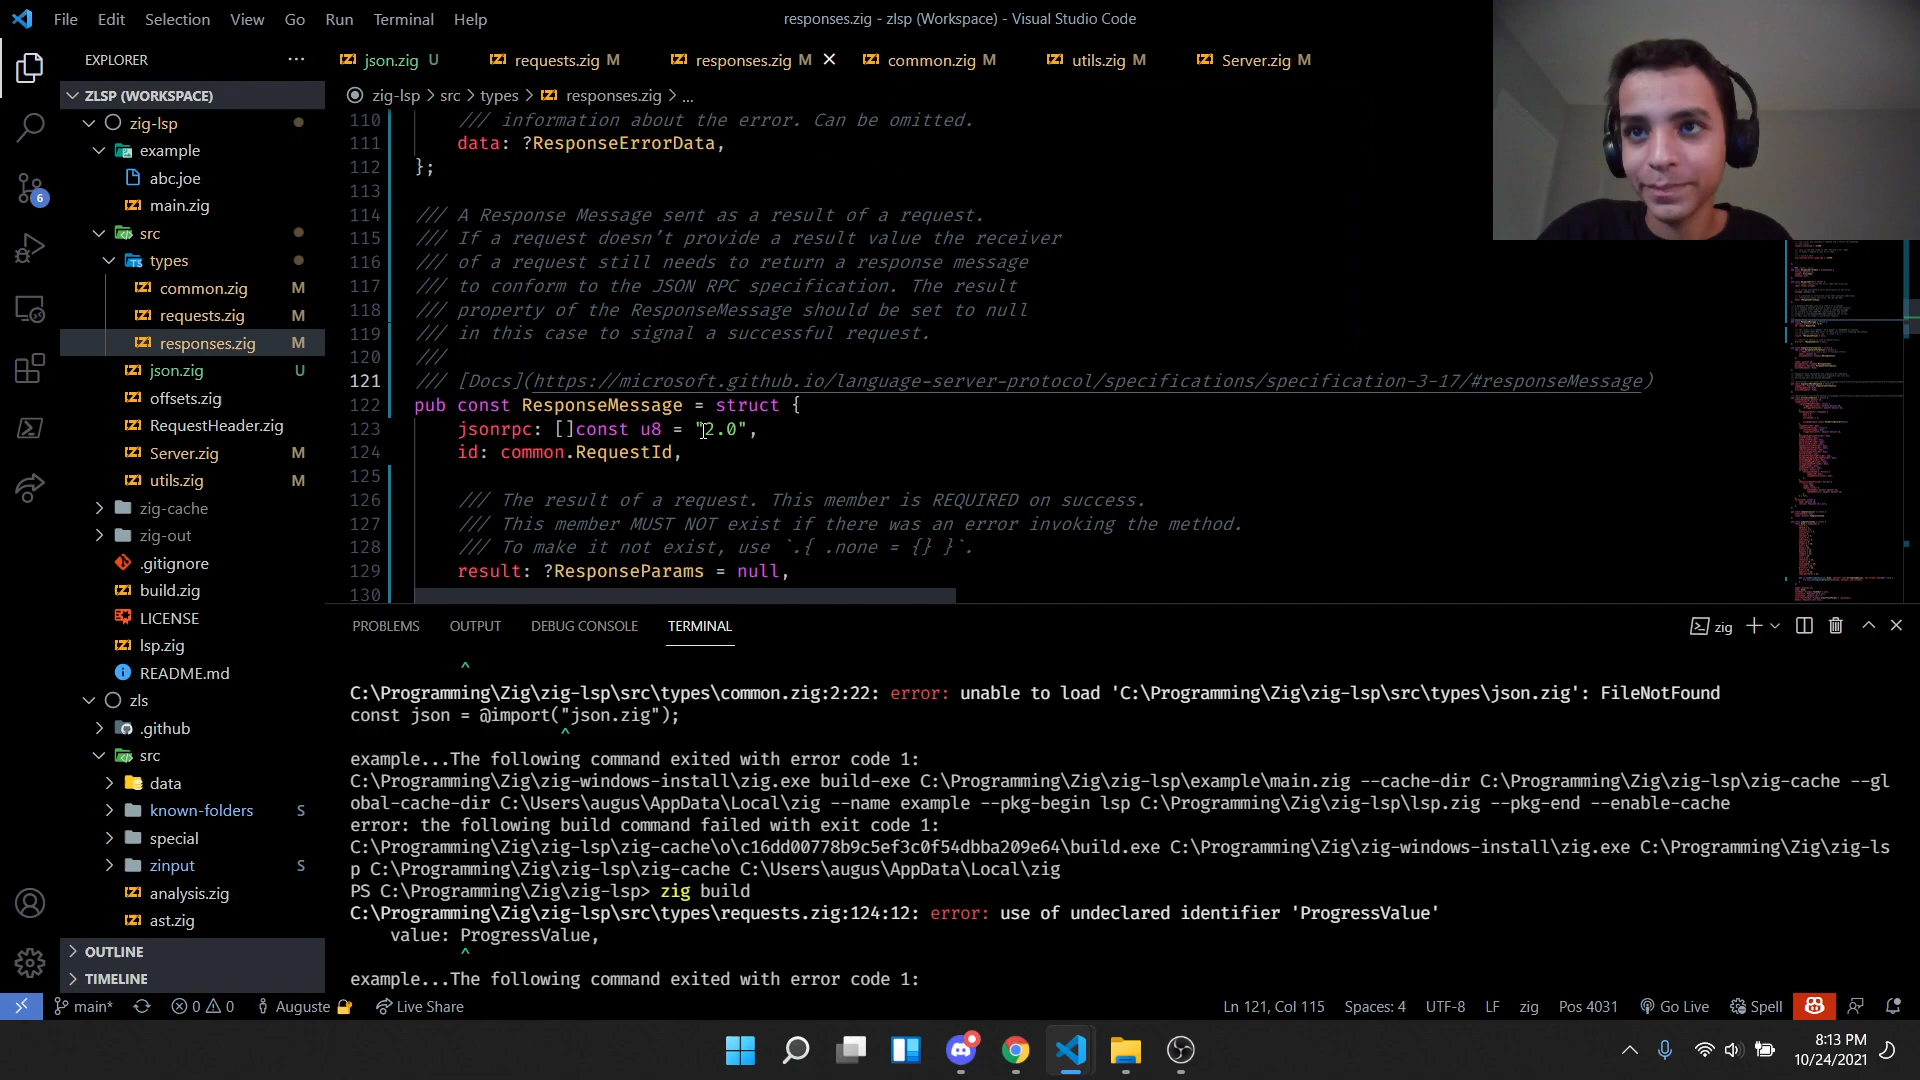 File Edit Selection View Go Run Terminal Help
responses.zig - zlsp (Workspace) - Visual Studio Code
EXPLORER
json.zig U
requests.zig M
responses.zig M
common.zig M
utils.zig M
Server.zig M
ZLSP (WORKSPACE)
zig-lsp
example
abc.joe
main.zig
src
types
common.zig M
requests.zig M
responses.zig M
json.zig U
offsets.zig
RequestHeader.zig
Server.zig M
utils.zig M
zig-cache
zig-out
.gitignore
build.zig
LICENSE
lsp.zig
README.md
zls
.github
src
data
known-folders S
special
zinput S
analysis.zig
ast.zig
OUTLINE
TIMELINE
6
zig-lsp > src > types > responses.zig > ...
110 /// information about the error. Can be omitted.
111 data: ?ResponseErrorData,
112 };
113
114 /// A Response Message sent as a result of a request.
115 /// If a request doesn't provide a result value the receiver
116 /// of a request still needs to return a response message
117 /// to conform to the JSON RPC specification. The result
118 /// property of the ResponseMessage should be set to null
119 /// in this case to signal a successful request.
120 ///
121 /// [Docs](https://microsoft.github.io/language-server-protocol/specifications/specification-3-17/#responseMessage)
122 pub const ResponseMessage = struct {
123 jsonrpc: []const u8 = "2.0",
124 id: common.RequestId,
125
126 /// The result of a request. This member is REQUIRED on success.
127 /// This member MUST NOT exist if there was an error invoking the method.
128 /// To make it not exist, use `.{ .none = {} }`.
129 result: ?ResponseParams = null,
130
PROBLEMS OUTPUT DEBUG CONSOLE TERMINAL
zig
^
C:\Programming\Zig\zig-lsp\src\types\common.zig:2:22: error: unable to load 'C:\Programming\Zig\zig-lsp\src\types\json.zig': FileNotFound
const json = @import("json.zig");
^
example...The following command exited with error code 1:
C:\Programming\Zig\zig-windows-install\zig.exe build-exe C:\Programming\Zig\zig-lsp\example\main.zig --cache-dir C:\Programming\Zig\zig-lsp\zig-cache --gl
obal-cache-dir C:\Users\augus\AppData\Local\zig --name example --pkg-begin lsp C:\Programming\Zig\zig-lsp\lsp.zig --pkg-end --enable-cache
error: the following build command failed with exit code 1:
C:\Programming\Zig\zig-lsp\zig-cache\o\c16dd00778b9c5ef3c0f54dbba209e64\build.exe C:\Programming\Zig\zig-windows-install\zig.exe C:\Programming\Zig\zig-ls
p C:\Programming\Zig\zig-lsp\zig-cache C:\Users\augus\AppData\Local\zig
PS C:\Programming\Zig\zig-lsp> zig build
C:\Programming\Zig\zig-lsp\src\types\requests.zig:124:12: error: use of undeclared identifier 'ProgressValue'
value: ProgressValue,
^
example...The following command exited with error code 1:
main* 0 0 Auguste Live Share
Ln 121, Col 115 Spaces: 4 UTF-8 LF zig Pos 4031 Go Live Spell
8:13 PM
10/24/2021